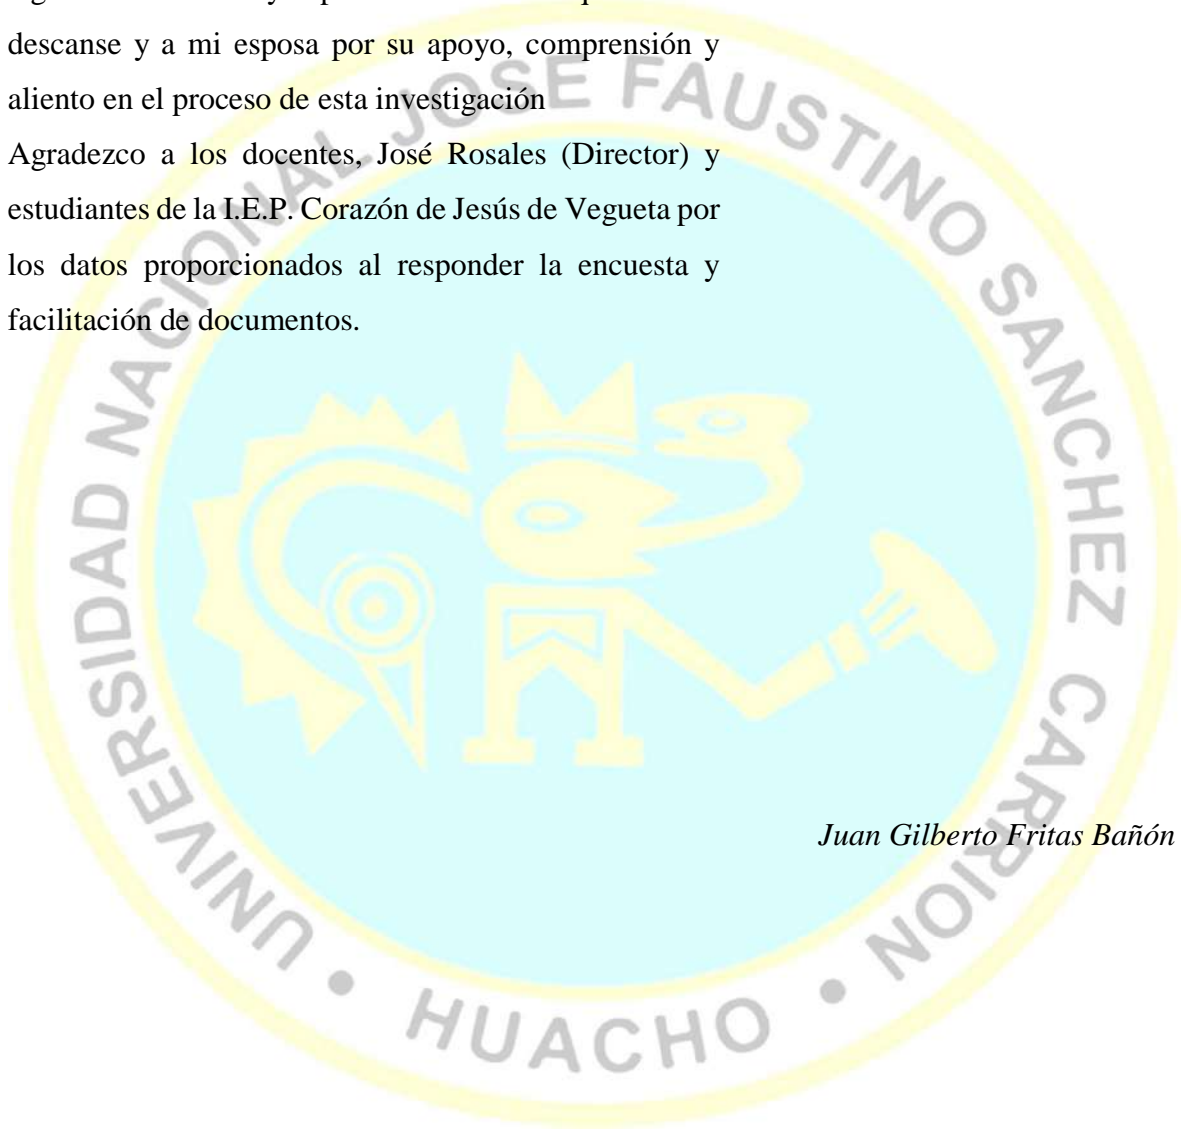 descanse y a mi esposa por su apoyo, comprensión y
aliento en el proceso de esta investigación
Agradezco a los docentes, José Rosales (Director) y
estudiantes de la I.E.P. Corazón de Jesús de Vegueta por
los datos proporcionados al responder la encuesta y
facilitación de documentos.
Juan Gilberto Fritas Bañón
UNIVERSIDAD NACIONAL JOSE FAUSTINO SANCHEZ CARRION
• HUACHO •